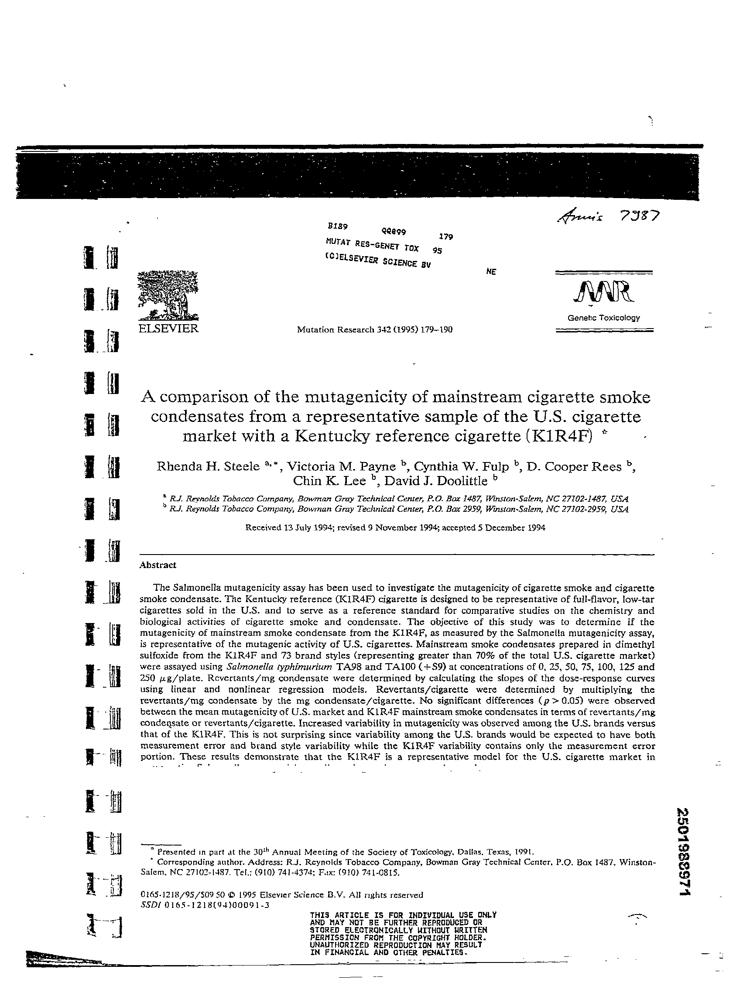 Annis 7987
B189 QQ899 179
MUTAT RES-GENET TOX 95
(C)ELSEVIER SCIENCE BV
NE
ELSEVIER
Mutation Research 342 (1995) 179–190
MR
Genetic Toxicology
A comparison of the mutagenicity of mainstream cigarette smoke
condensates from a representative sample of the U.S. cigarette
market with a Kentucky reference cigarette (K1R4F) ☆
Rhenda H. Steele a,*, Victoria M. Payne b, Cynthia W. Fulp b, D. Cooper Rees b,
Chin K. Lee b, David J. Doolittle b
a R.J. Reynolds Tobacco Company, Bowman Gray Technical Center, P.O. Box 1487, Winston-Salem, NC 27102-1487, USA
b R.J. Reynolds Tobacco Company, Bowman Gray Technical Center, P.O. Box 2959, Winston-Salem, NC 27102-2959, USA
Received 13 July 1994; revised 9 November 1994; accepted 5 December 1994
Abstract
The Salmonella mutagenicity assay has been used to investigate the mutagenicity of cigarette smoke and cigarette
smoke condensate. The Kentucky reference (K1R4F) cigarette is designed to be representative of full-flavor, low-tar
cigarettes sold in the U.S. and to serve as a reference standard for comparative studies on the chemistry and
biological activities of cigarette smoke and condensate. The objective of this study was to determine if the
mutagenicity of mainstream smoke condensate from the K1R4F, as measured by the Salmonella mutagenicity assay,
is representative of the mutagenic activity of U.S. cigarettes. Mainstream smoke condensates prepared in dimethyl
sulfoxide from the K1R4F and 73 brand styles (representing greater than 70% of the total U.S. cigarette market)
were assayed using Salmonella typhimurium TA98 and TA100 (+S9) at concentrations of 0, 25, 50, 75, 100, 125 and
250 μg/plate. Revertants/mg condensate were determined by calculating the slopes of the dose-response curves
using linear and nonlinear regression models. Revertants/cigarette were determined by multiplying the
revertants/mg condensate by the mg condensate/cigarette. No significant differences (p > 0.05) were observed
between the mean mutagenicity of U.S. market and K1R4F mainstream smoke condensates in terms of revertants/mg
condensate or revertants/cigarette. Increased variability in mutagenicity was observed among the U.S. brands versus
that of the K1R4F. This is not surprising since variability among the U.S. brands would be expected to have both
measurement error and brand style variability while the K1R4F variability contains only the measurement error
portion. These results demonstrate that the K1R4F is a representative model for the U.S. cigarette market in
☆ Presented in part at the 30th Annual Meeting of the Society of Toxicology, Dallas, Texas, 1991.
* Corresponding author. Address: R.J. Reynolds Tobacco Company, Bowman Gray Technical Center, P.O. Box 1487, Winston-
Salem, NC 27102-1487. Tel.: (910) 741-4374; Fax: (910) 741-0815.
0165-1218/95/$09.50 © 1995 Elsevier Science B.V. All rights reserved
SSDI 0165-1218(94)00091-3
THIS ARTICLE IS FOR INDIVIDUAL USE ONLY
AND MAY NOT BE FURTHER REPRODUCED OR
STORED ELECTRONICALLY WITHOUT WRITTEN
PERMISSION FROM THE COPYRIGHT HOLDER.
UNAUTHORIZED REPRODUCTION MAY RESULT
IN FINANCIAL AND OTHER PENALTIES.
2501988971